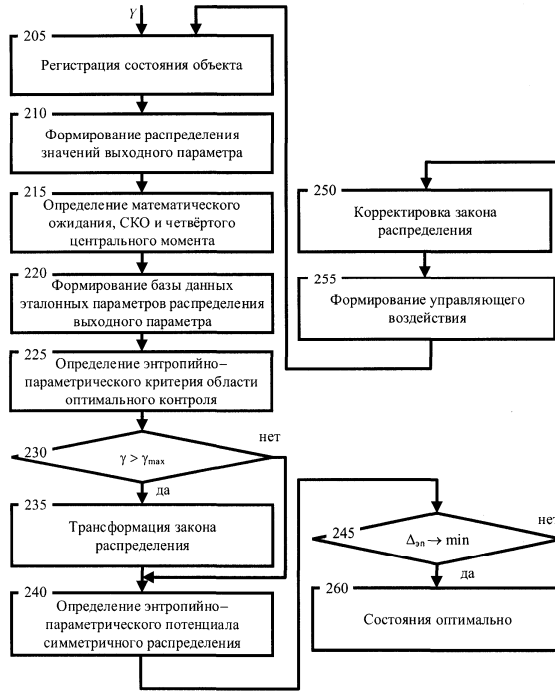 Y
205
Регистрация состояния объекта
210
Формирование распределения
значений выходного параметра
215
Определение математического
ожидания, СКО и четвёртого
центрального момента
220
Формирование базы данных
эталонных параметров распределения
выходного параметра
225
Определение энтропийно–
параметрического критерия области
оптимального контроля
230
γ > γmax
нет
да
235
Трансформация закона
распределения
240
Определение энтропийно–
параметрического потенциала
симметричного распределения
250
Корректировка закона
распределения
255
Формирование управляющего
воздействия
245
Δэп → min
нет
да
260
Состояния оптимально